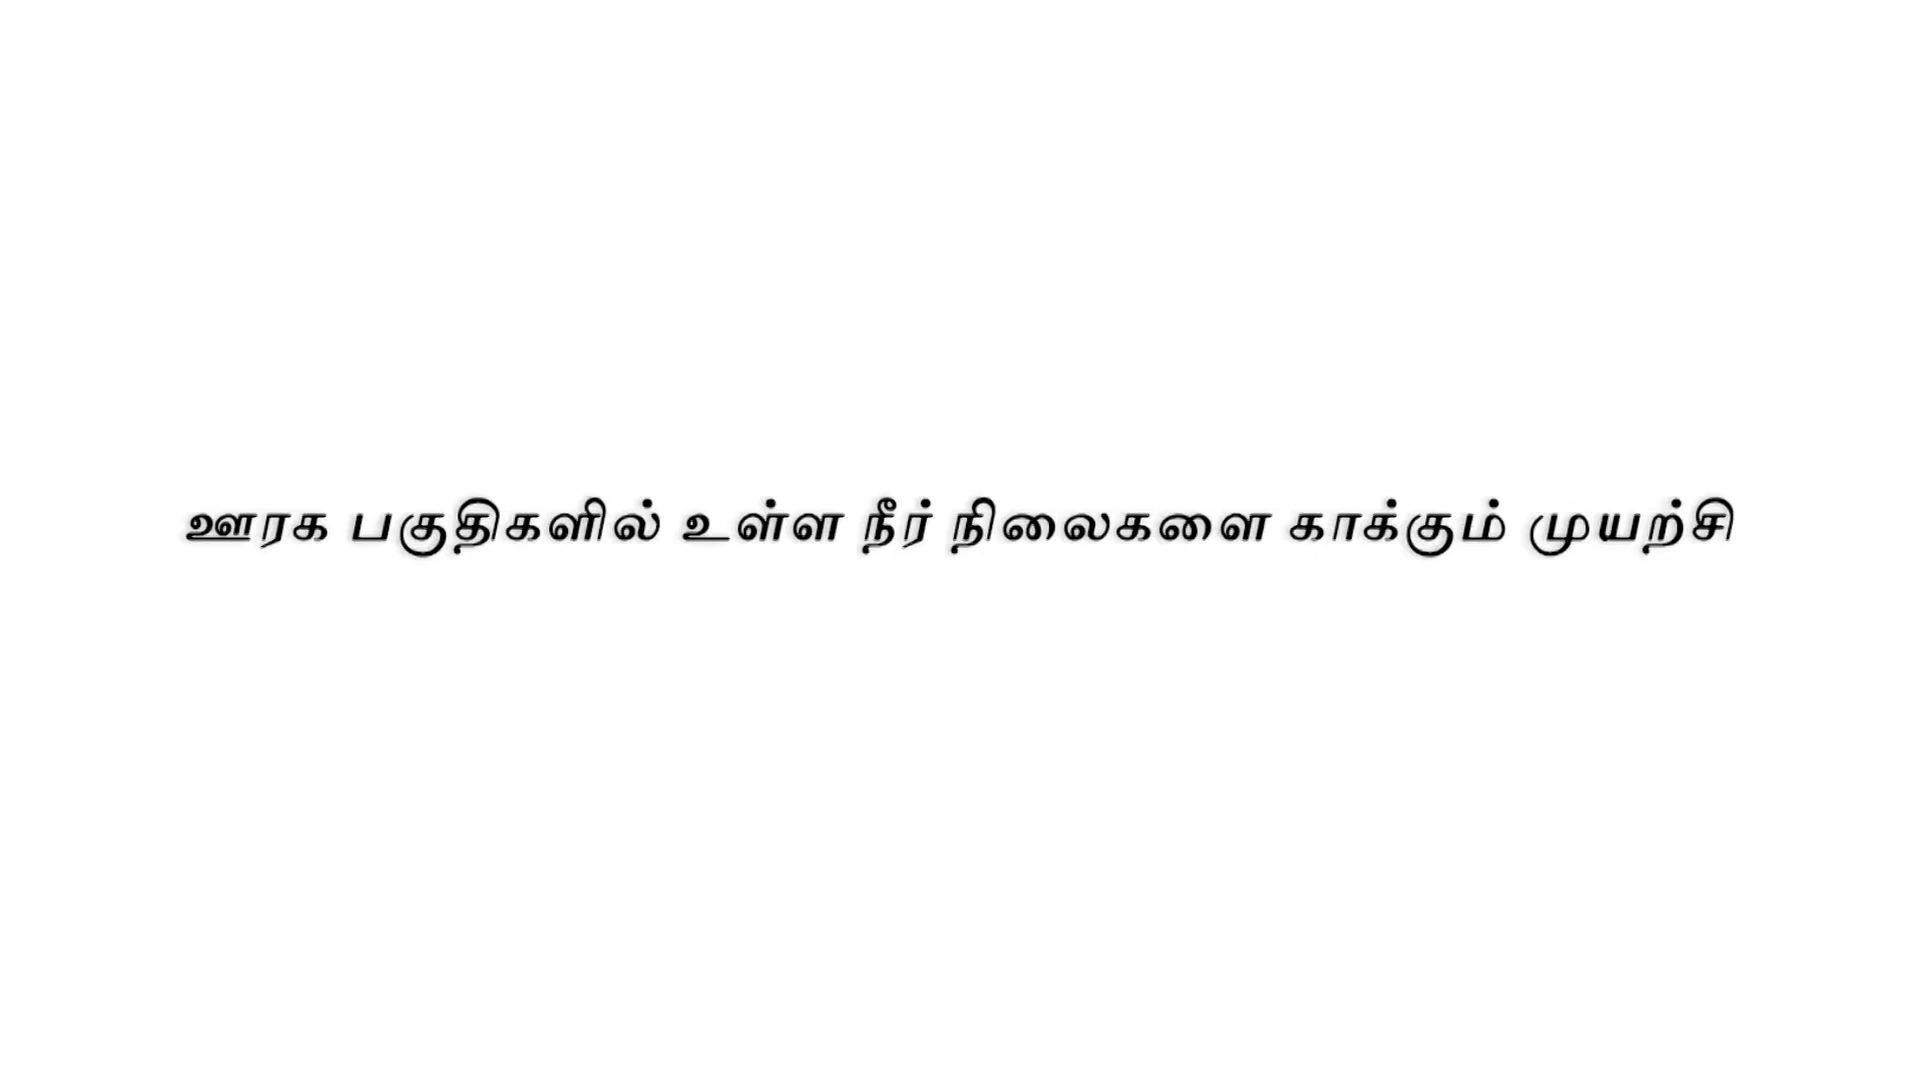 ஊரக பகுதிகளில் உள்ள நீர் நிலைகளை காக்கும் முயற்சி